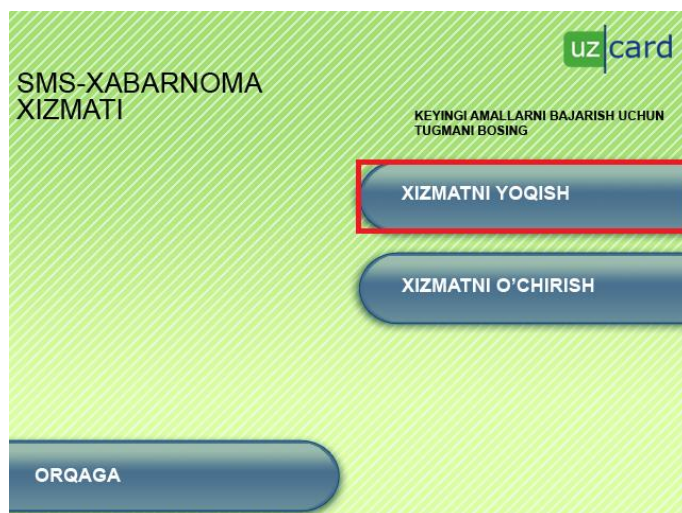 uzcard
SMS-XABARNOMA
XIZMATI
KEYINGI AMALLARNI BAJARISH UCHUN
TUGMANI BOSING
XIZMATNI YOQISH
XIZMATNI O'CHIRISH
ORQAGA